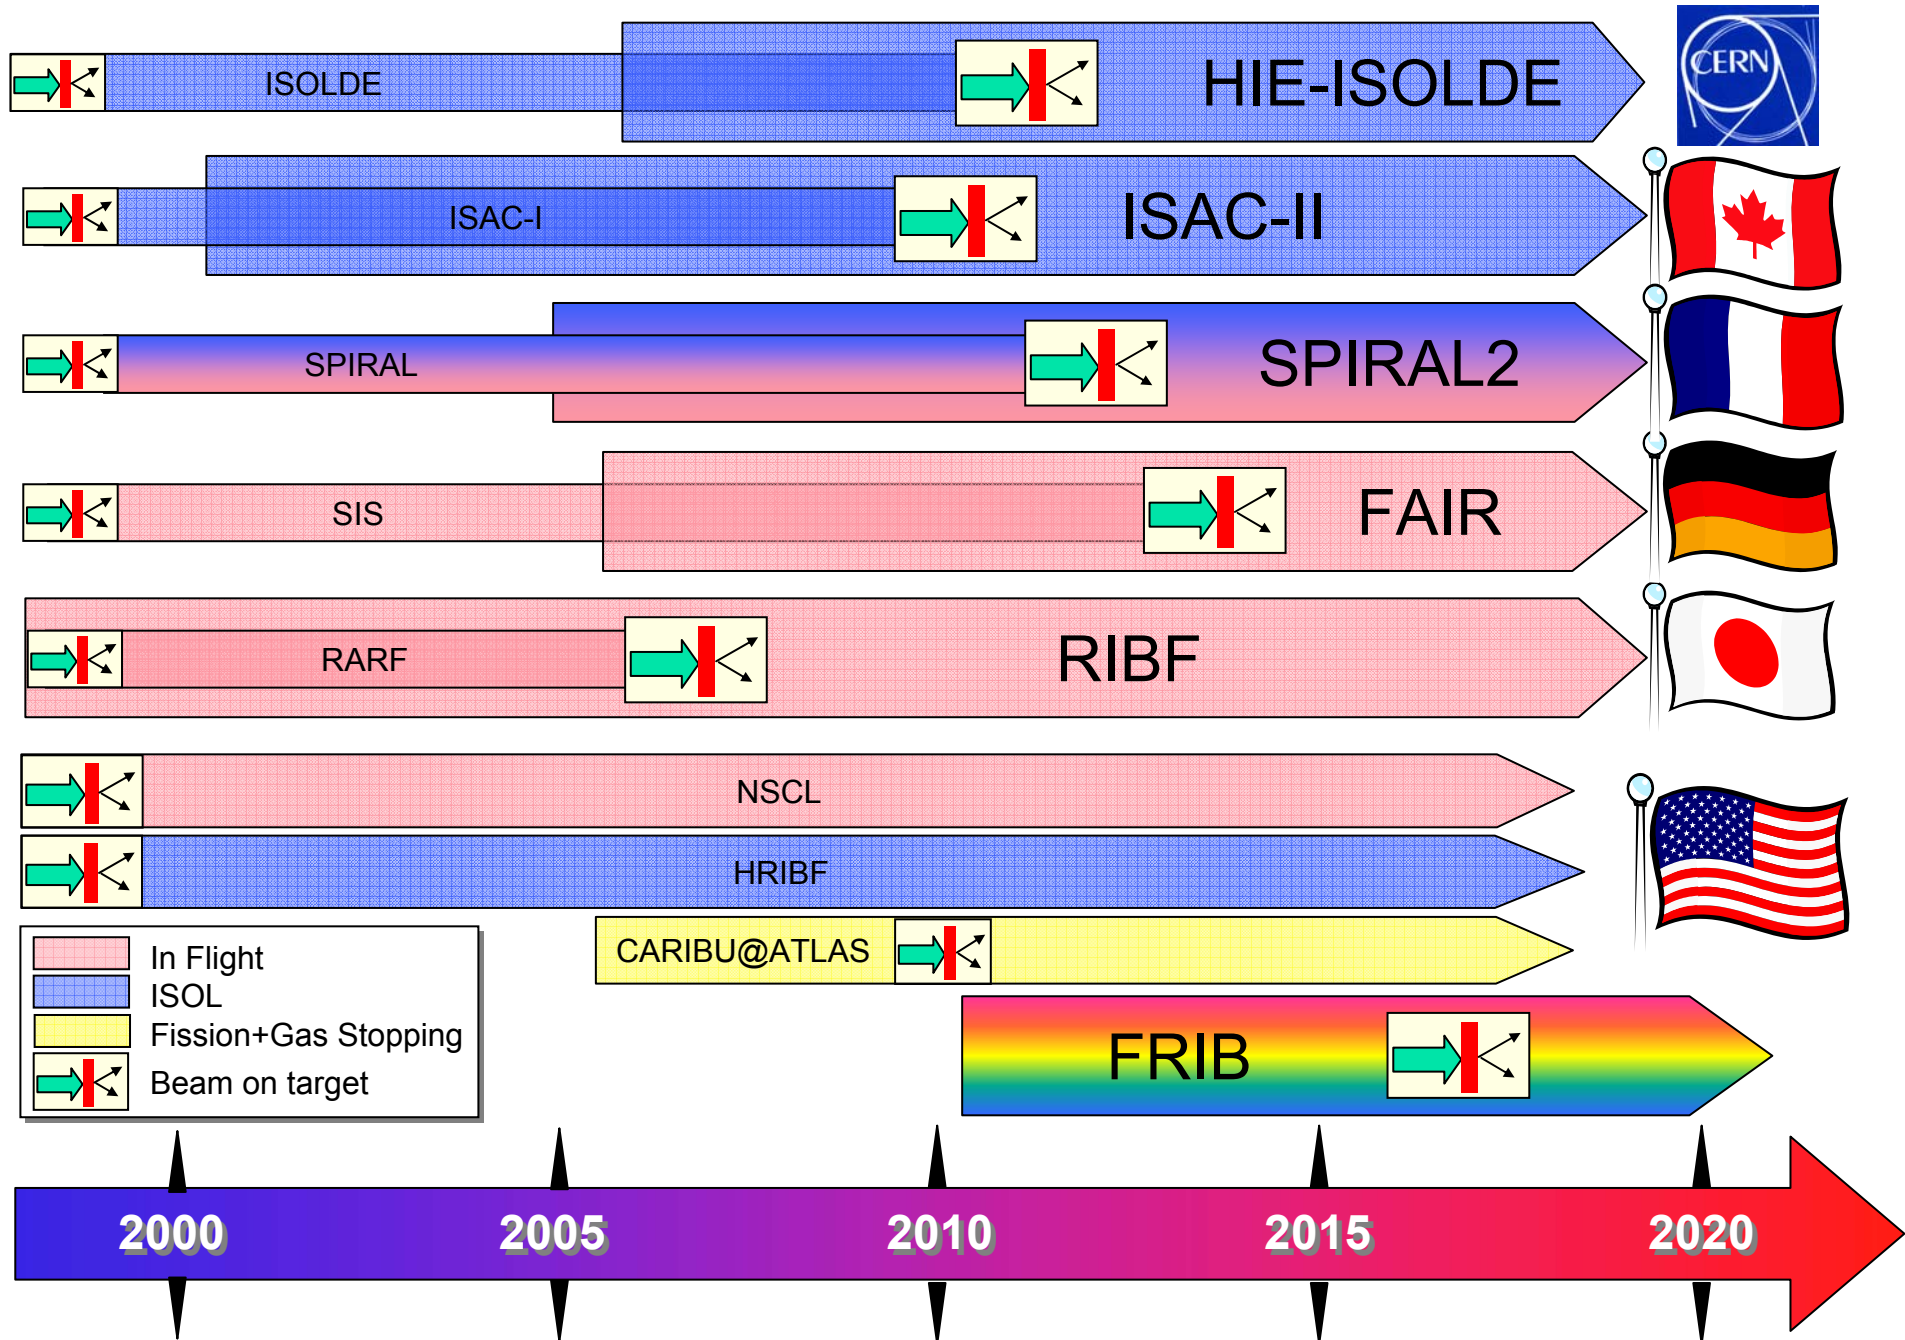 ISOLDE
HIE-ISOLDE
CERN
ISAC-I
ISAC-II
SPIRAL
SPIRAL2
SIS
FAIR
RARF
RIBF
NSCL
HRIBF
CARIBU@ATLAS
In Flight
ISOL
Fission+Gas Stopping
Beam on target
FRIB
2000 2005 2010 2015 2020